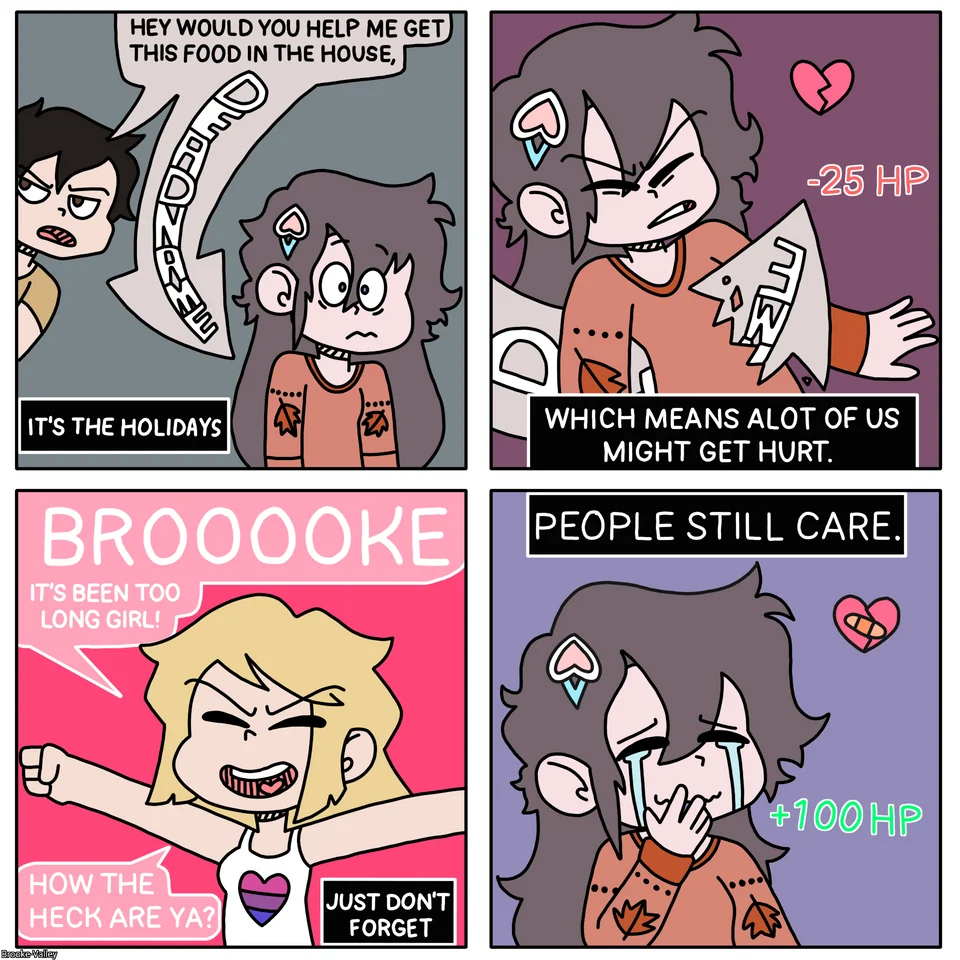 HEY WOULD YOU HELP ME GET
THIS FOOD IN THE HOUSE,
DEADNAME
IT'S THE HOLIDAYS
-25 HP
D
WHICH MEANS ALOT OF US
MIGHT GET HURT.
BROOOOKE
IT'S BEEN TOO
LONG GIRL!
HOW THE
HECK ARE YA?
JUST DON'T
FORGET
PEOPLE STILL CARE.
+100 HP
Brooke-Valley